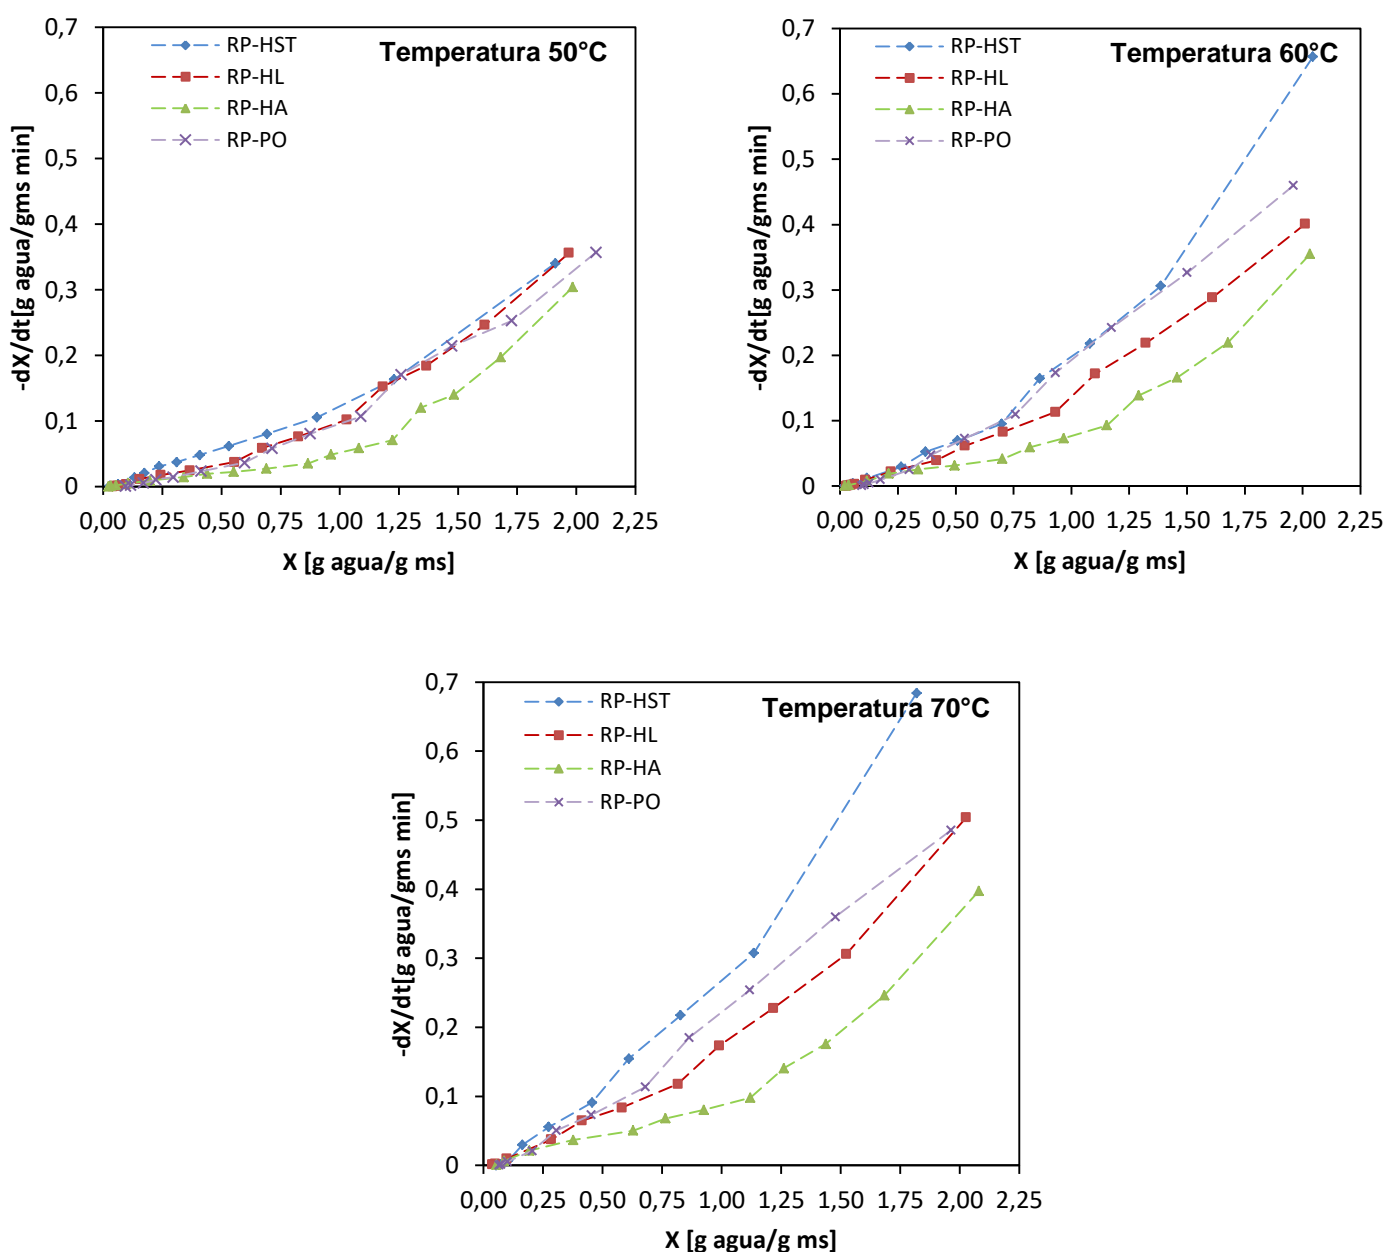 Temperatura 50°C
RP-HST
RP-HL
RP-HA
RP-PO
-dX/dt[g agua/gms min]
0,7
0,6
0,5
0,4
0,3
0,2
0,1
0
0,00 0,25 0,50 0,75 1,00 1,25 1,50 1,75 2,00 2,25
X [g agua/g ms]
Temperatura 60°C
RP-HST
RP-HL
RP-HA
RP-PO
-dX/dt[g agua/gms min]
0,7
0,6
0,5
0,4
0,3
0,2
0,1
0
0,00 0,25 0,50 0,75 1,00 1,25 1,50 1,75 2,00 2,25
X [g agua/g ms]
Temperatura 70°C
RP-HST
RP-HL
RP-HA
RP-PO
-dX/dt[g agua/gms min]
0,7
0,6
0,5
0,4
0,3
0,2
0,1
0
0,00 0,25 0,50 0,75 1,00 1,25 1,50 1,75 2,00 2,25
X [g agua/g ms]